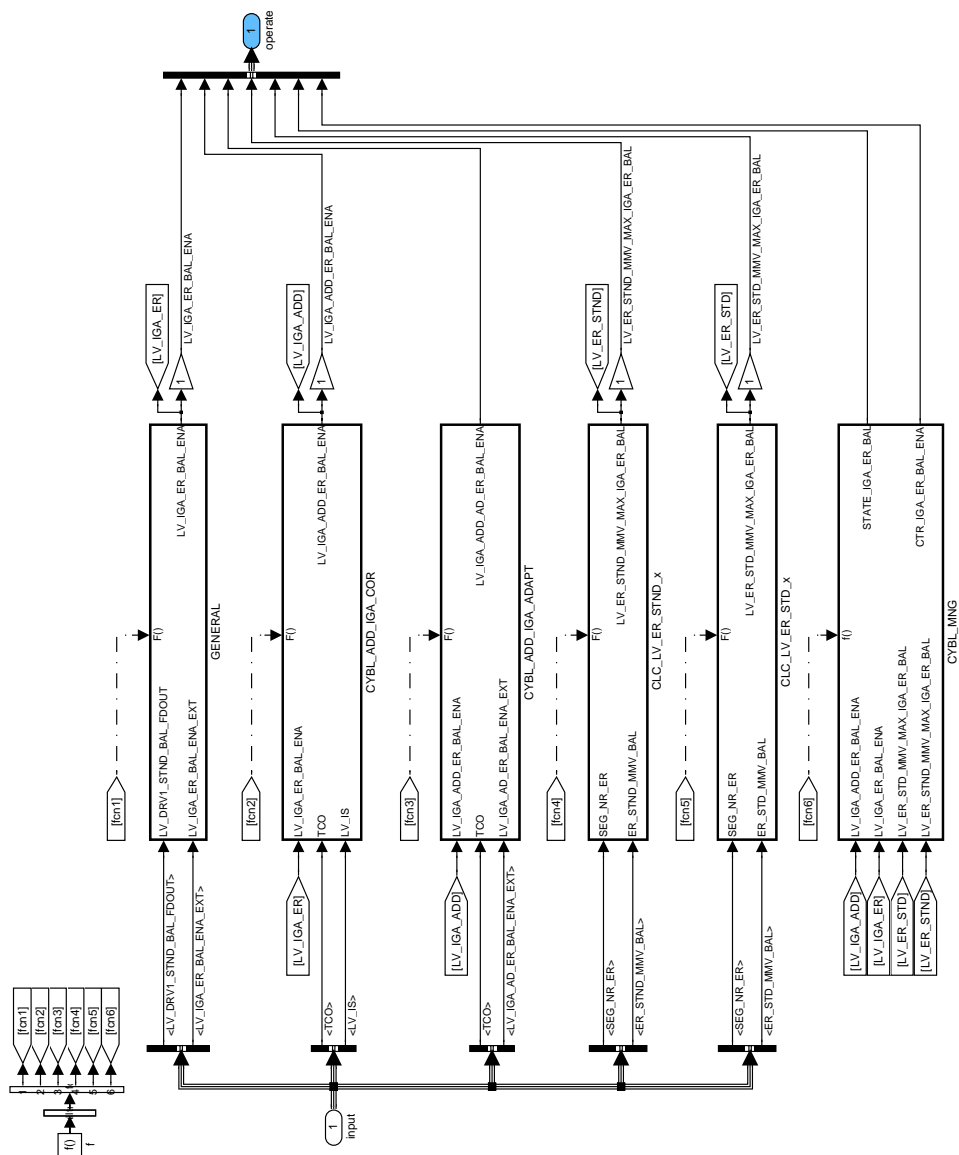 f()
f
1
2
3
4
5
6
[fcn1]
[fcn2]
[fcn3]
[fcn4]
[fcn5]
[fcn6]
1
input
<LV_DRV1_STND_BAL_FDOUT>
<LV_IGA_ER_BAL_ENA_EXT>
[fcn1]
LV_DRV1_STND_BAL_FDOUT
LV_IGA_ER_BAL_ENA_EXT
F()
LV_IGA_ER_BAL_ENA
GENERAL
[LV_IGA_ER]
1
LV_IGA_ER_BAL_ENA
[fcn2]
[LV_IGA_ER]
<TCO>
<LV_IS>
LV_IGA_ER_BAL_ENA
TCO
LV_IS
F()
LV_IGA_ADD_ER_BAL_ENA
CYBL_ADD_IGA_COR
[LV_IGA_ADD]
1
LV_IGA_ADD_ER_BAL_ENA
[fcn3]
[LV_IGA_ADD]
<TCO>
<LV_IGA_AD_ER_BAL_ENA_EXT>
LV_IGA_ADD_ER_BAL_ENA
TCO
LV_IGA_AD_ER_BAL_ENA_EXT
F()
LV_IGA_ADD_AD_ER_BAL_ENA
CYBL_ADD_IGA_ADAPT
[fcn4]
<SEG_NR_ER>
<ER_STND_MMV_BAL>
SEG_NR_ER
ER_STND_MMV_BAL
F()
LV_ER_STND_MMV_MAX_IGA_ER_BAL
CLC_LV_ER_STND_x
[LV_ER_STND]
1
LV_ER_STND_MMV_MAX_IGA_ER_BAL
[fcn5]
<SEG_NR_ER>
<ER_STD_MMV_BAL>
SEG_NR_ER
ER_STD_MMV_BAL
F()
LV_ER_STD_MMV_MAX_IGA_ER_BAL
CLC_LV_ER_STD_x
[LV_ER_STD]
1
LV_ER_STD_MMV_MAX_IGA_ER_BAL
[fcn6]
[LV_IGA_ADD]
[LV_IGA_ER]
[LV_ER_STD]
[LV_ER_STND]
LV_IGA_ADD_ER_BAL_ENA
LV_IGA_ER_BAL_ENA
LV_ER_STD_MMV_MAX_IGA_ER_BAL
LV_ER_STND_MMV_MAX_IGA_ER_BAL
f()
STATE_IGA_ER_BAL
CTR_IGA_ER_BAL_ENA
CYBL_MNG
1
operate